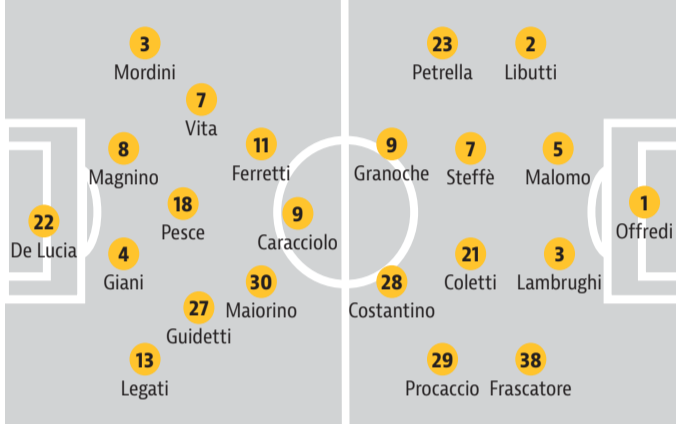 3
Mordini
7
Vita
8
Magnino
11
Ferretti
22
De Lucia
18
Pesce
9
Caracciolo
4
Giani
30
Maiorino
27
Guidetti
13
Legati
23
Petrella
2
Libutti
9
Granoche
7
Steffè
5
Malomo
1
Offredi
28
Costantino
21
Coletti
3
Lambrughi
29
Procaccio
38
Frascatore